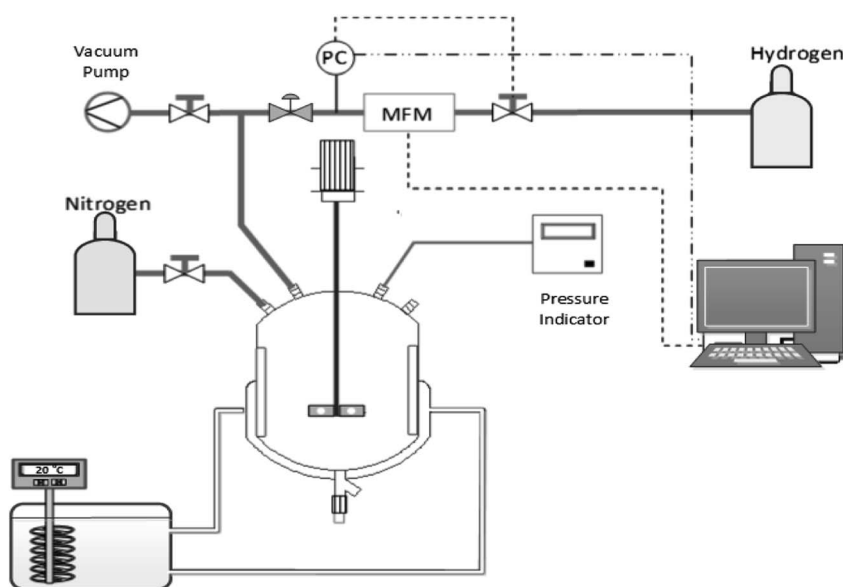 Vacuum
Pump
PC
Hydrogen
MFM
Nitrogen
Pressure
Indicator
20 °C